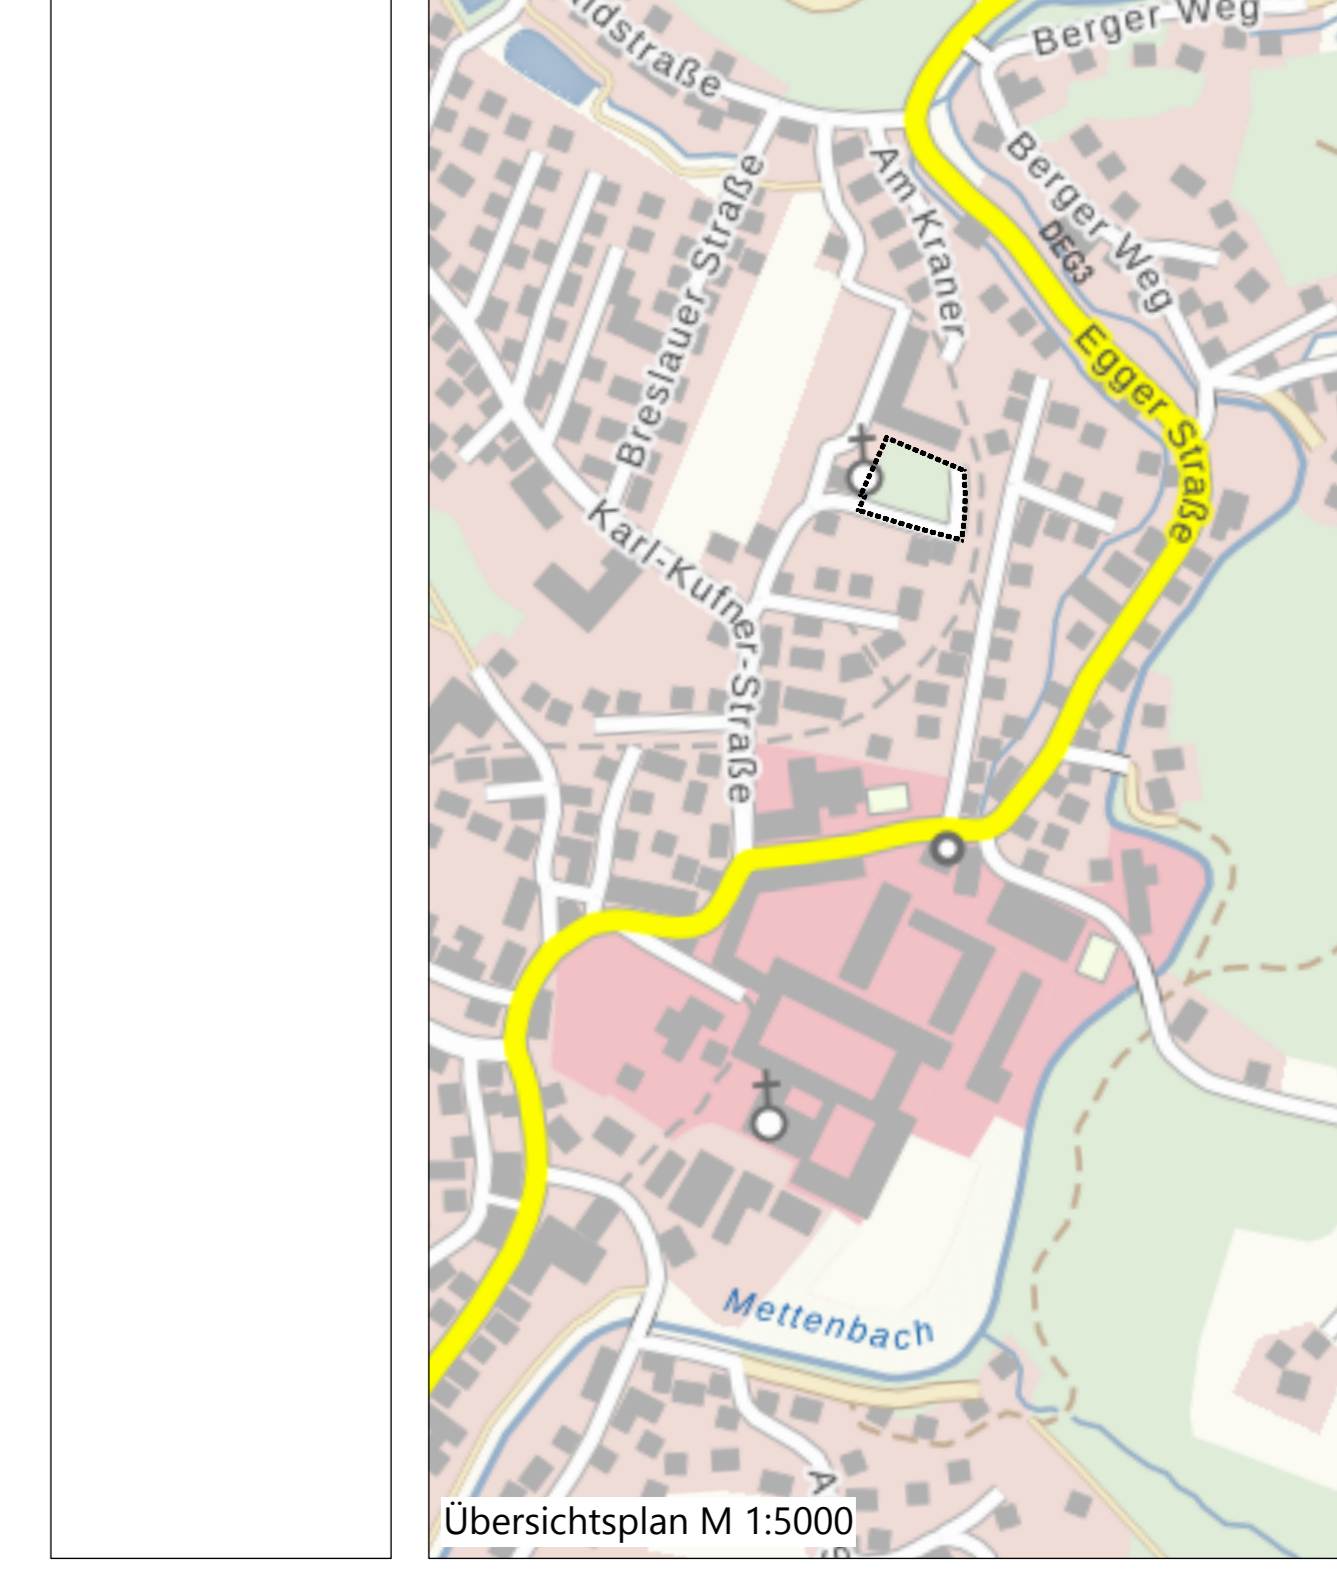 Berger Weg
Am Kraner
Berger Weg
DEG3
Breslauer Straße
Egger Straße
Karl-Kufner-Straße
Mettenbach
Übersichtsplan M 1:5000